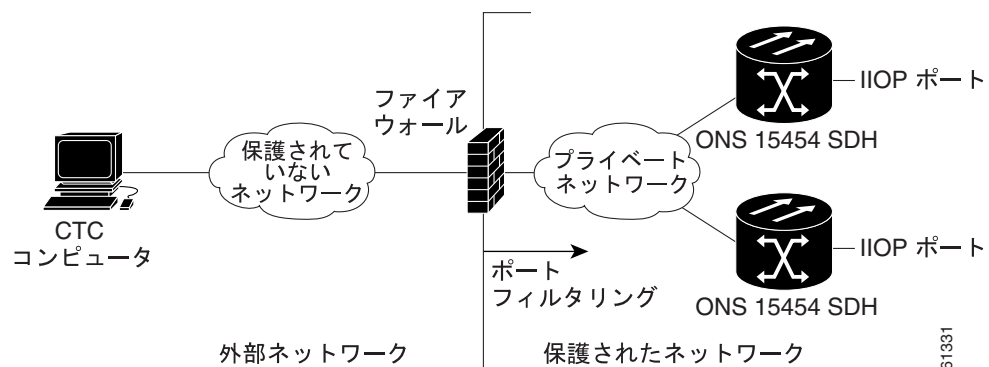 ファイア
ウォール
IIOP ポート
ONS 15454 SDH
保護されて
いない
ネットワーク
プライベート
ネットワーク
CTC
コンピュータ
IIOP ポート
ポート
フィルタリング
ONS 15454 SDH
外部ネットワーク
保護されたネットワーク
61331